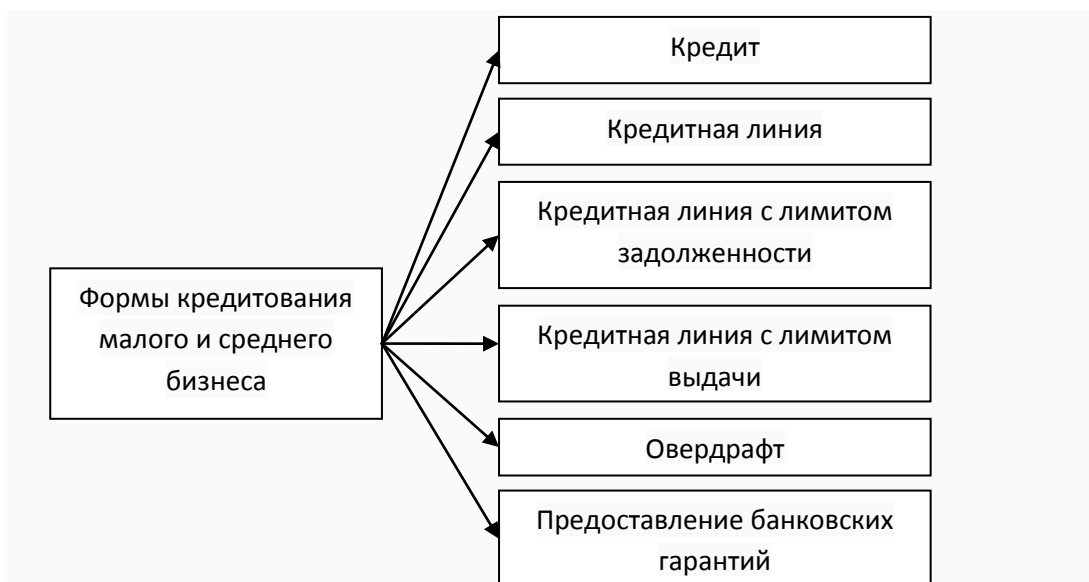 Кредит
Кредитная линия
Кредитная линия с лимитом
задолженности
Формы кредитования
малого и среднего
бизнеса
Кредитная линия с лимитом
выдачи
Овердрафт
Предоставление банковских
гарантий